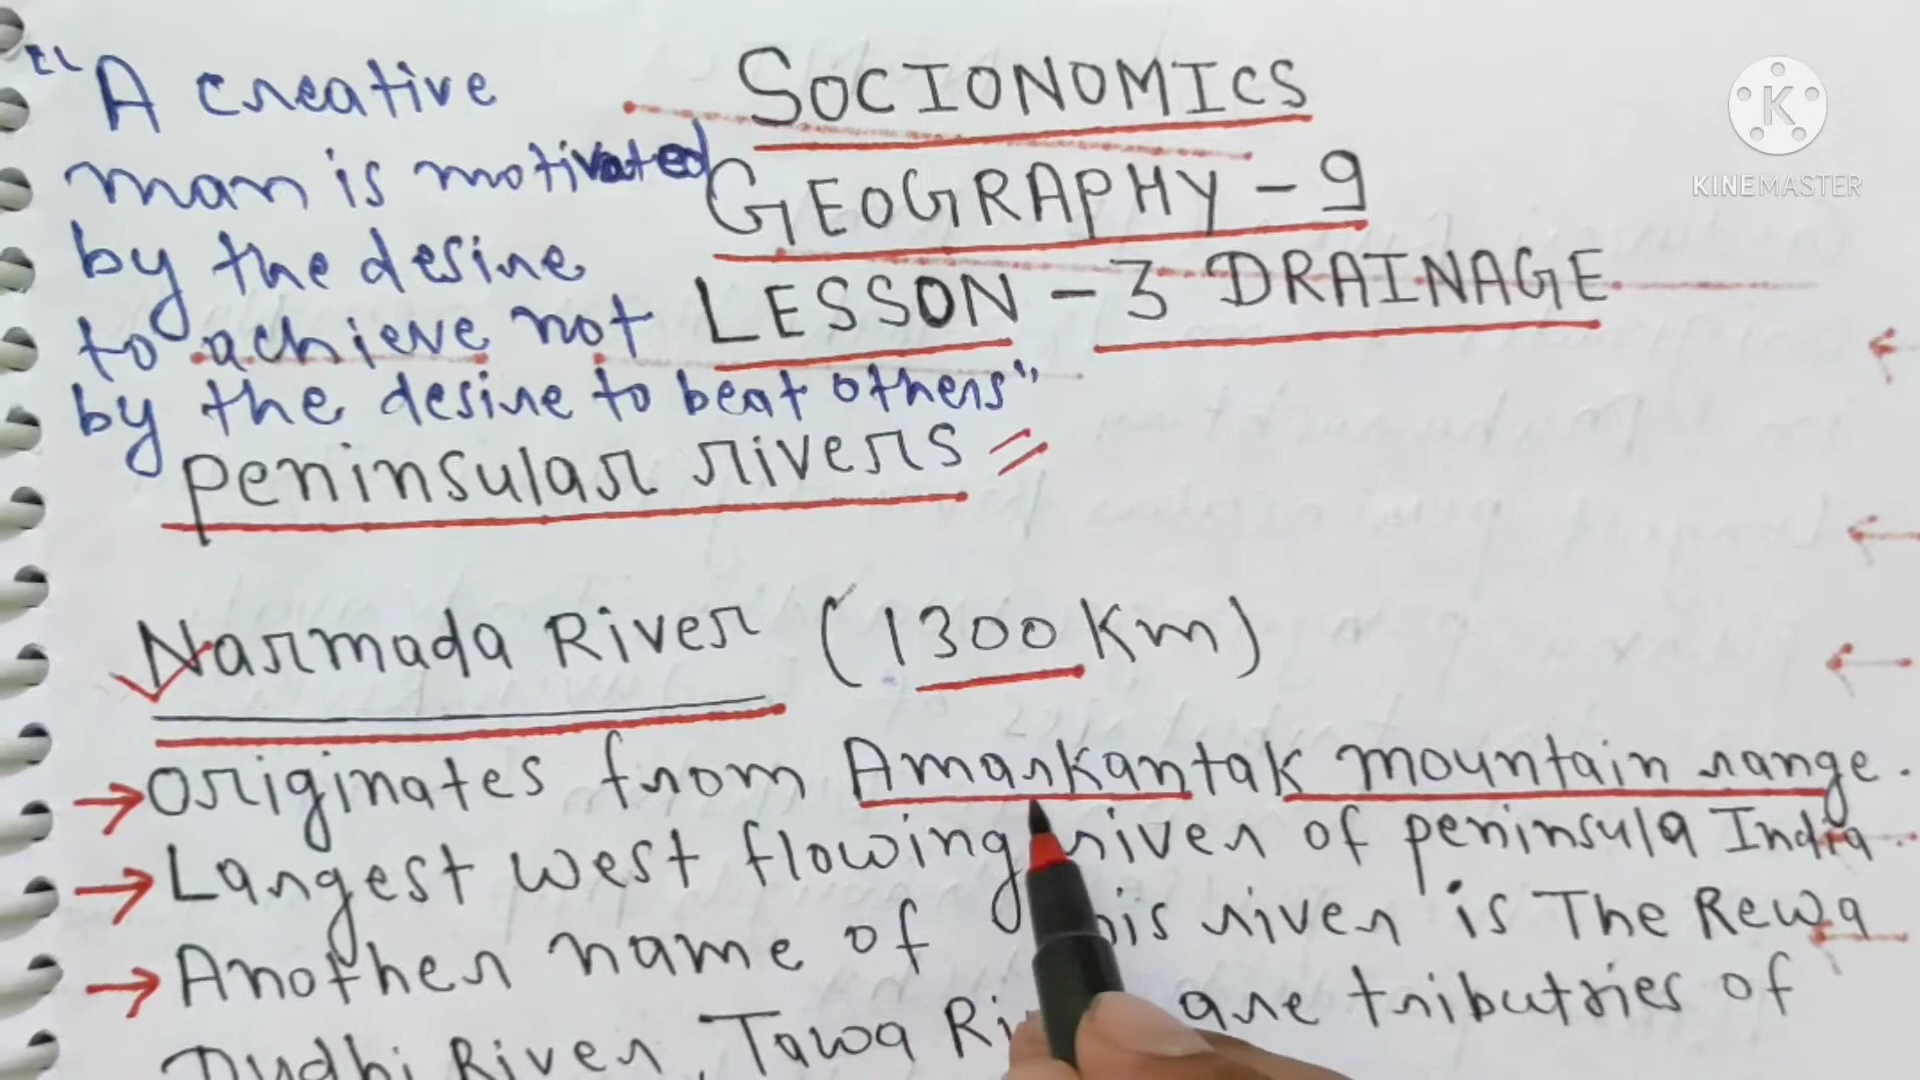 "A creative
man is motivated
by the desire
to achieve not
by the desire to beat others"
SOCIONOMICS
GEOGRAPHY - 9
LESSON - 3 DRAINAGE
K
KINEMASTER
Peninsular rivers
Narmada River (1300 Km)
→ Originates from Amarkantak mountain range.
→ Largest west flowing river of peninsula India.
→ Another name of river is The Rewa
Dudhi River, Tawa are tributries of